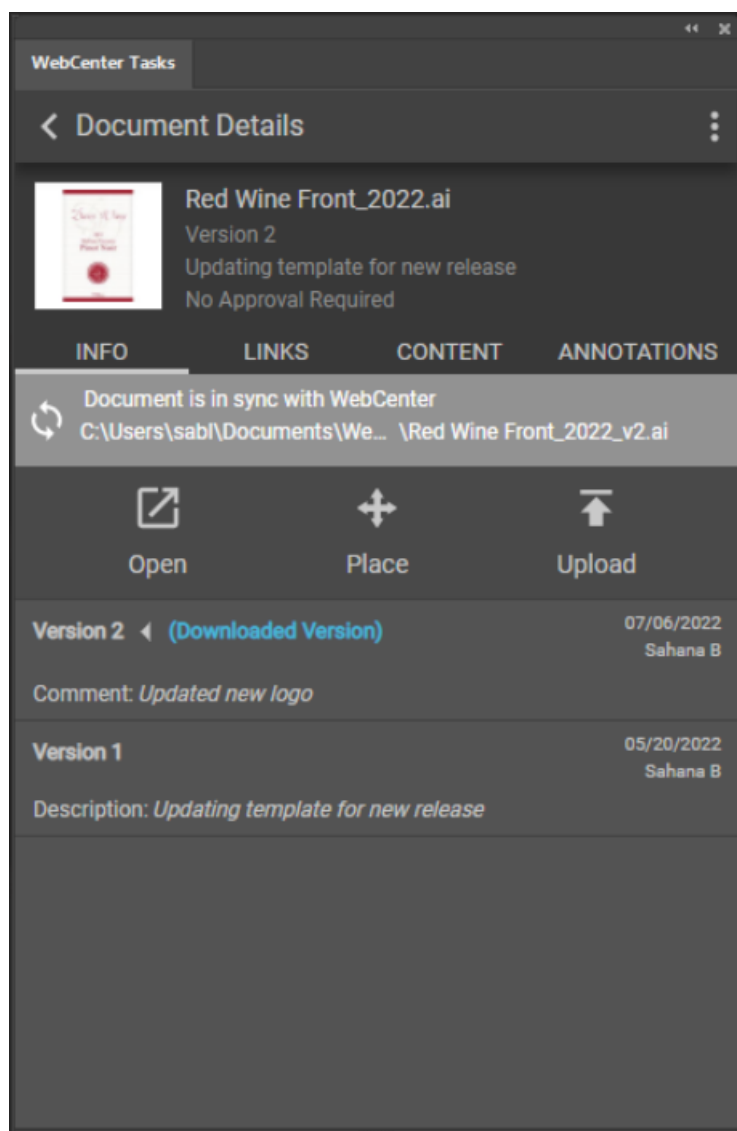 WebCenter Tasks
Document Details
Red Wine Front_2022.ai
Version 2
Updating template for new release
No Approval Required
INFO LINKS CONTENT ANNOTATIONS
Document is in sync with WebCenter
C:\Users\sabl\Documents\We... \Red Wine Front_2022_v2.ai
Open Place Upload
Version 2 (Downloaded Version) 07/06/2022
Sahana B
Comment: Updated new logo
Version 1 05/20/2022
Sahana B
Description: Updating template for new release